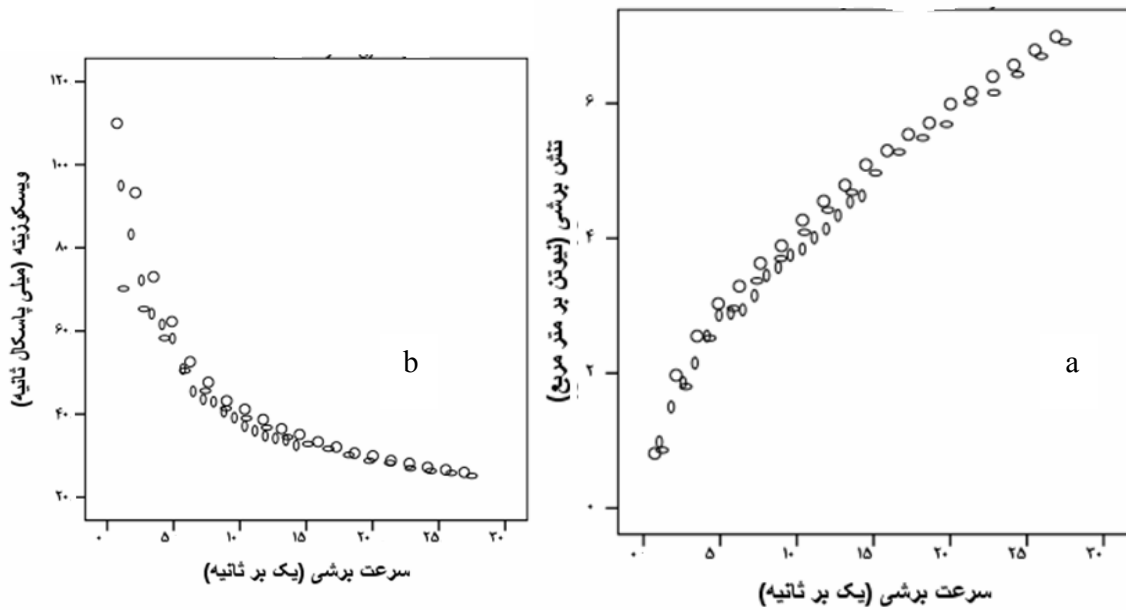 ویسکوزیته (میلی پاسکال ثانیه)
۱۲۰
۱۰۰
۸۰
۶۰
۴۰
۲۰
b
۰ ۵ ۱۰ ۱۵ ۲۰ ۲۵ ۳۰
سرعت برشی (یک بر ثانیه)
تنش برشی (نیوتن بر متر مربع)
۶
۴
۲
۰
a
۰ ۵ ۱۰ ۱۵ ۲۰ ۲۵ ۳۰
سرعت برشی (یک بر ثانیه)